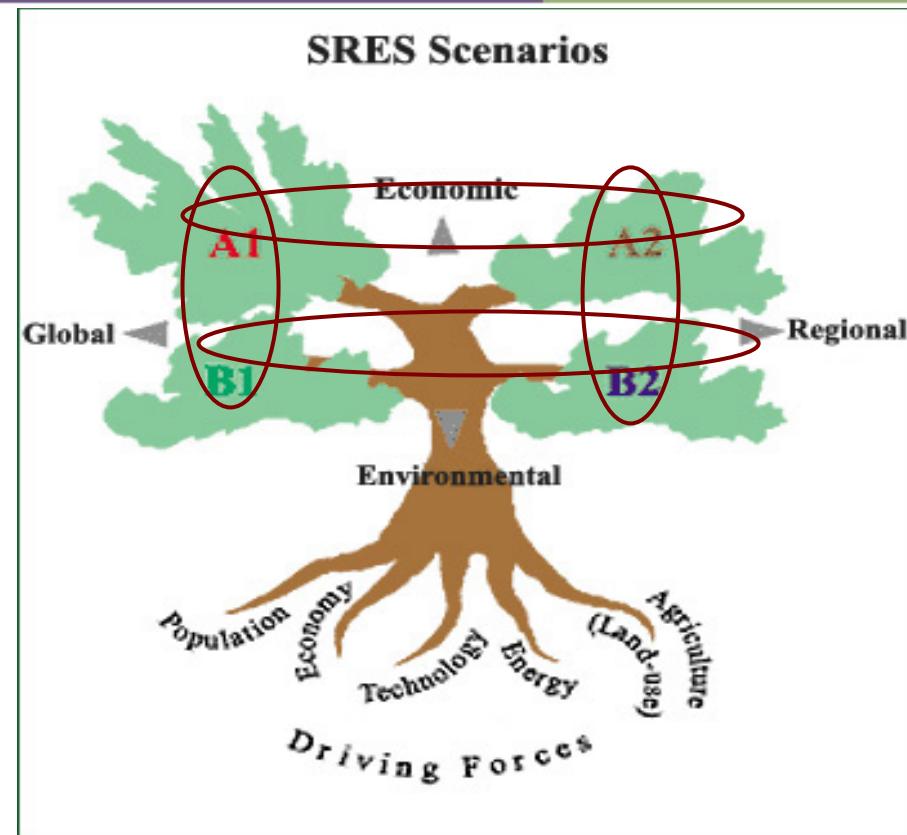 SRES Scenarios
Economic
A1
A2
Global
Regional
B1
B2
Environmental
Population
Economy
Technology
Energy
(Land-use)
Agriculture
Driving Forces